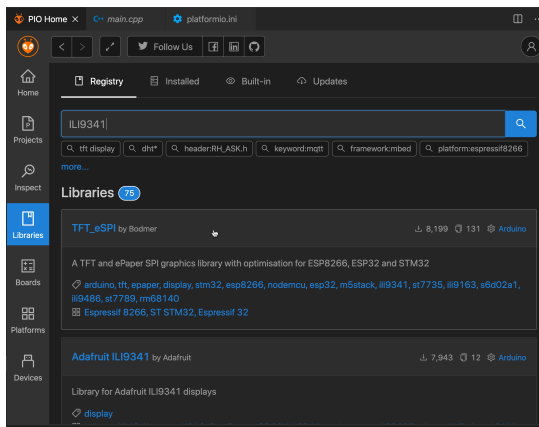 PIO Home
main.cpp
platformio.ini
Follow Us
Home
Projects
Inspect
Libraries
Boards
Platforms
Devices
Registry
Installed
Built-in
Updates
ILI9341
tft display
dht*
header:RH_ASK.h
keyword:mqtt
framework:mbed
platform:espressif8266
more...
Libraries 75
TFT_eSPI by Bodmer
8,199 131 Arduino
A TFT and ePaper SPI graphics library with optimisation for ESP8266, ESP32 and STM32
arduino, tft, epaper, display, stm32, esp8266, nodemcu, esp32, m5stack, ili9341, st7735, ili9163, s6d02a1,
ili9486, st7789, rm68140
Espressif 8266, ST STM32, Espressif 32
Adafruit ILI9341 by Adafruit
7,943 12 Arduino
Library for Adafruit ILI9341 displays
display